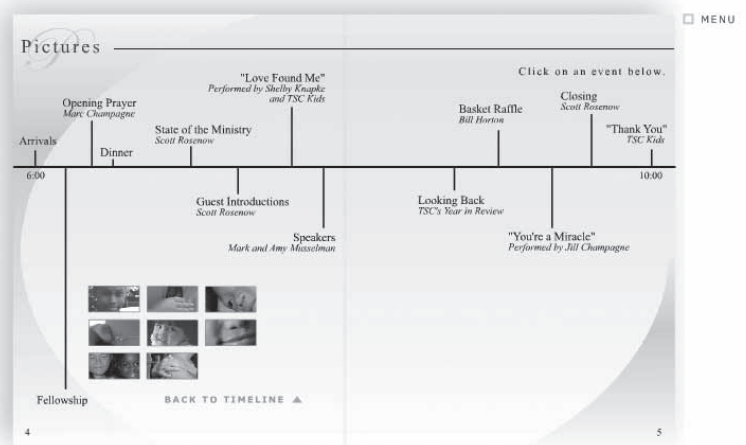 MENU
Pictures
Click on an event below.
"Love Found Me"
Performed by Shelby Knapke
and TSC Kids
Opening Prayer
Marc Champagne
Closing
Scott Rosenow
Basket Raffle
Bill Horton
State of the Ministry
Scott Rosenow
"Thank You"
TSC Kids
Arrivals
Dinner
6:00
10:00
Guest Introductions
Scott Rosenow
Looking Back
TSC's Year in Review
Speakers
Mark and Amy Musselman
"You're a Miracle"
Performed by Jill Champagne
Fellowship
BACK TO TIMELINE
4
5